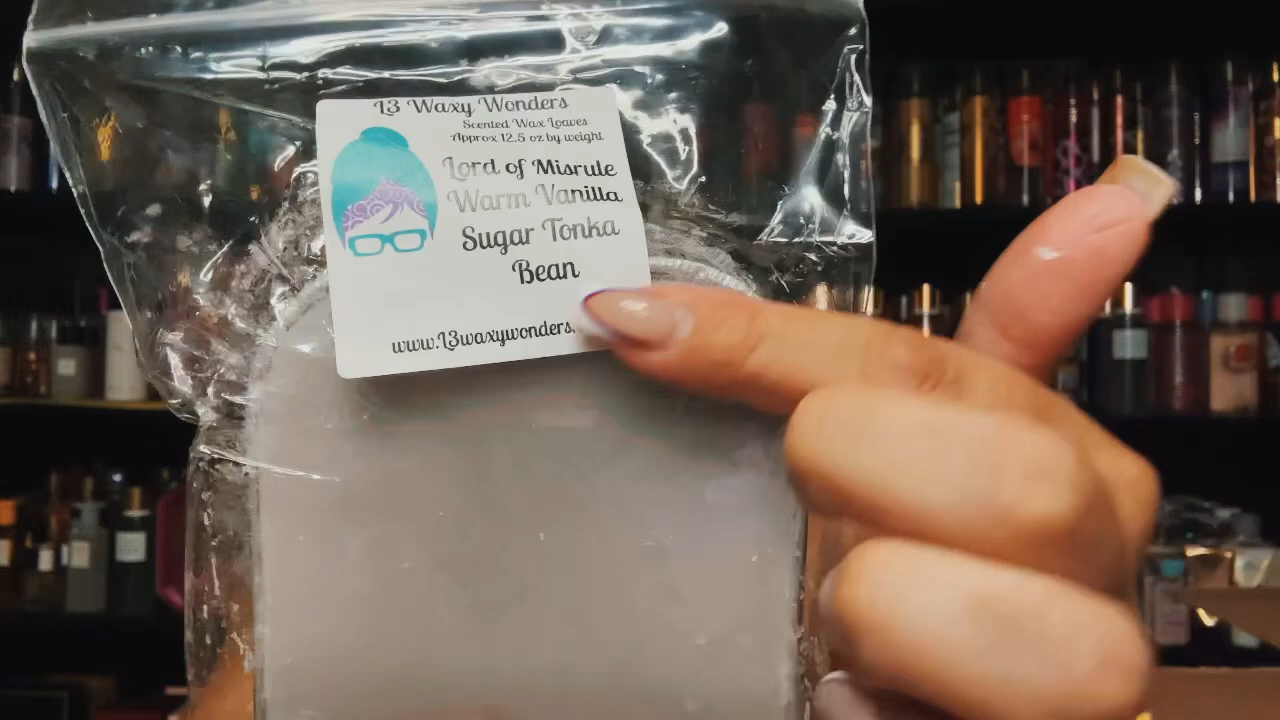 L3 Waxy Wonders
Scented Wax Loaves
Approx 12.5 oz by weight
Lord of Misrule
Warm Vanilla
Sugar Tonka
Bean
www.L3waxywonders.